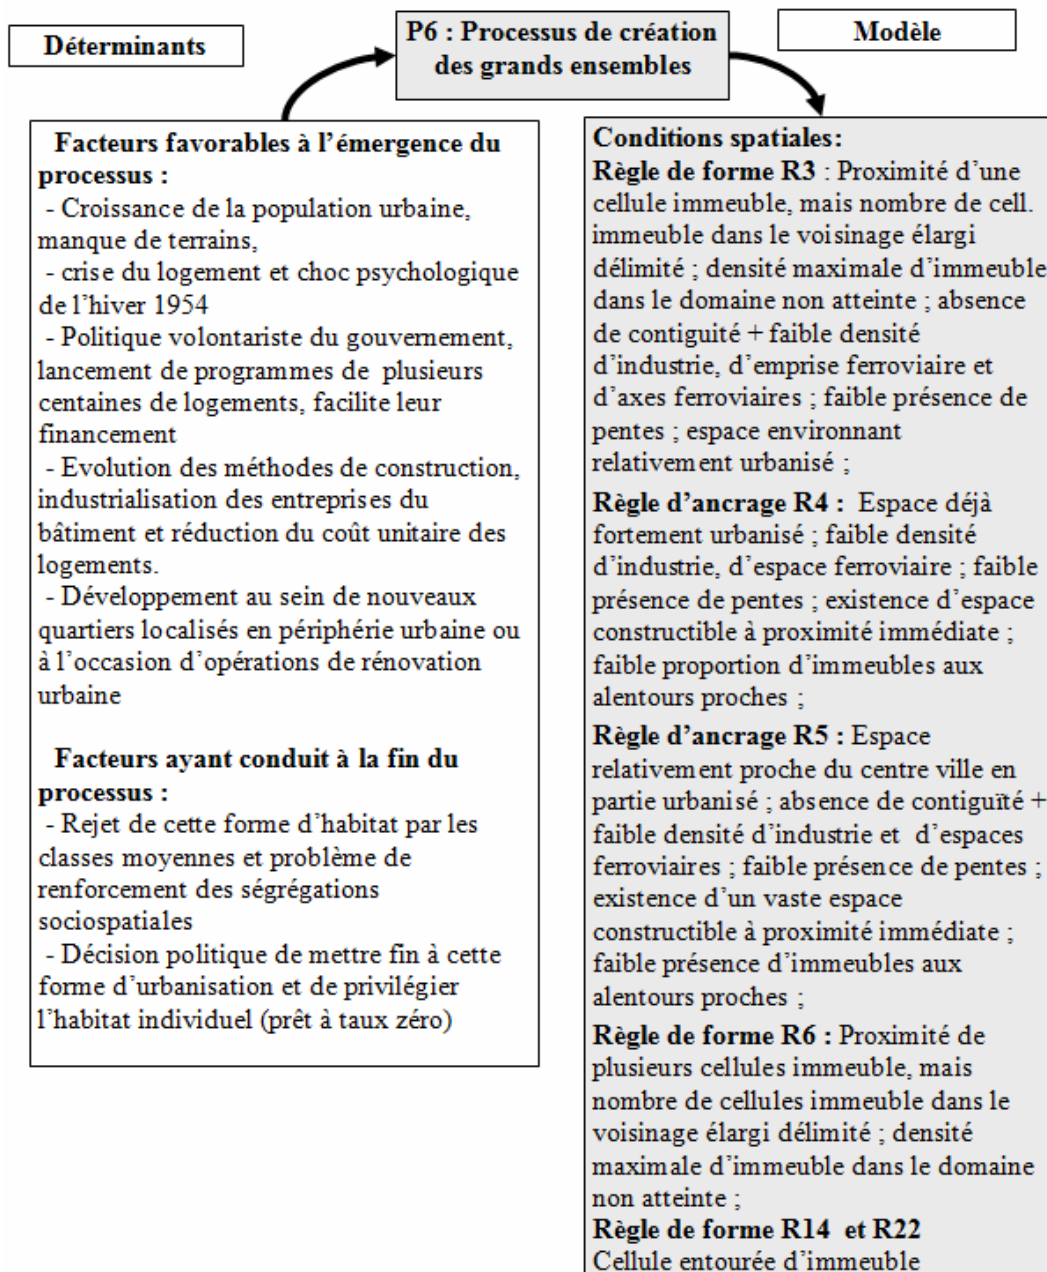 Déterminants
P6 : Processus de création
des grands ensembles
Modèle
Facteurs favorables à l'émergence du
processus :
- Croissance de la population urbaine,
manque de terrains,
- crise du logement et choc psychologique
de l'hiver 1954
- Politique volontariste du gouvernement,
lancement de programmes de plusieurs
centaines de logements, facilite leur
financement
- Evolution des méthodes de construction,
industrialisation des entreprises du
bâtiment et réduction du coût unitaire des
logements.
- Développement au sein de nouveaux
quartiers localisés en périphérie urbaine ou
à l'occasion d'opérations de rénovation
urbaine
Facteurs ayant conduit à la fin du
processus :
- Rejet de cette forme d'habitat par les
classes moyennes et problème de
renforcement des ségrégations
sociospatiales
- Décision politique de mettre fin à cette
forme d'urbanisation et de privilégier
l'habitat individuel (prêt à taux zéro)
Conditions spatiales:
Règle de forme R3 : Proximité d'une
cellule immeuble, mais nombre de cell.
immeuble dans le voisinage élargi
délimité ; densité maximale d'immeuble
dans le domaine non atteinte ; absence
de contiguité + faible densité
d'industrie, d'emprise ferroviaire et
d'axes ferroviaires ; faible présence de
pentes ; espace environnant
relativement urbanisé ;
Règle d'ancrage R4 : Espace déjà
fortement urbanisé ; faible densité
d'industrie, d'espace ferroviaire ; faible
présence de pentes ; existence d'espace
constructible à proximité immédiate ;
faible proportion d'immeubles aux
alentours proches ;
Règle d'ancrage R5 : Espace
relativement proche du centre ville en
partie urbanisé ; absence de contiguïté +
faible densité d'industrie et d'espaces
ferroviaires ; faible présence de pentes ;
existence d'un vaste espace
constructible à proximité immédiate ;
faible présence d'immeubles aux
alentours proches ;
Règle de forme R6 : Proximité de
plusieurs cellules immeuble, mais
nombre de cellules immeuble dans le
voisinage élargi délimité ; densité
maximale d'immeuble dans le domaine
non atteinte ;
Règle de forme R14 et R22
Cellule entourée d'immeuble